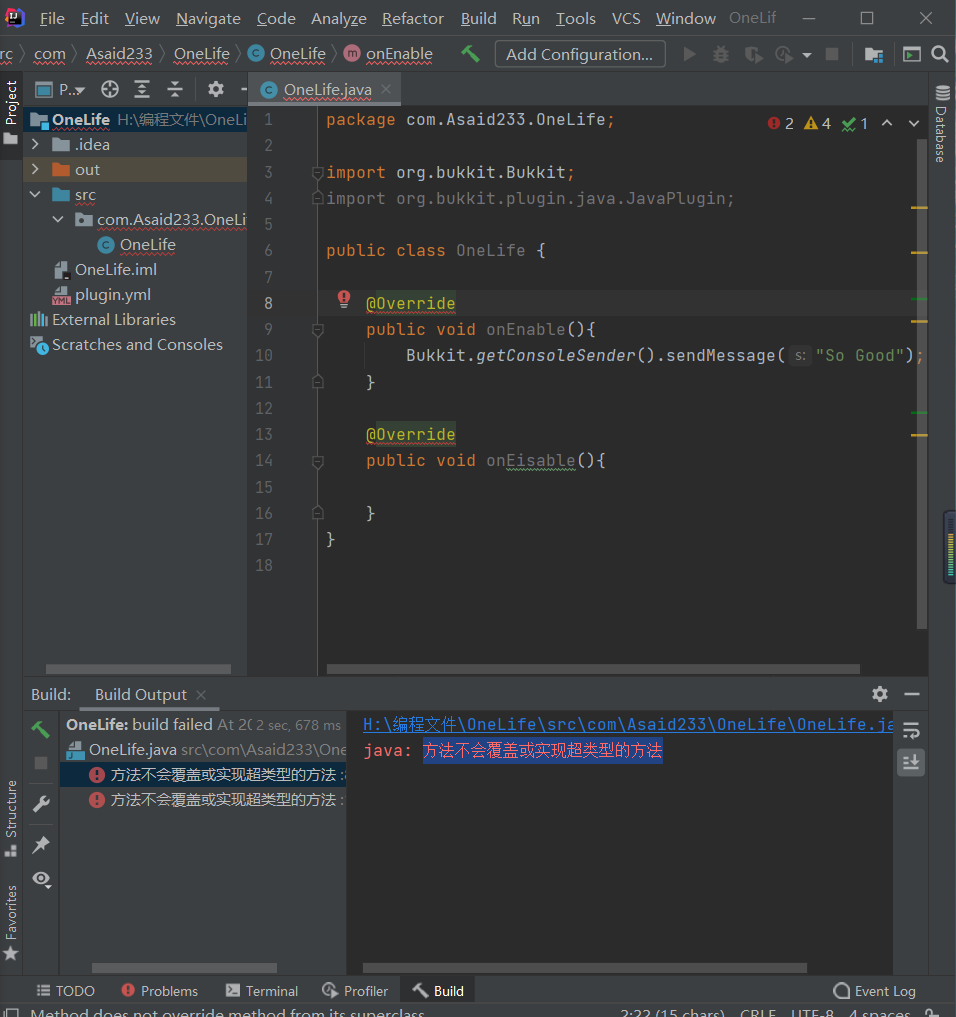 File Edit View Navigate Code Analyze Refactor Build Run Tools VCS Window OneLif
rc com Asaid233 OneLife OneLife onEnable Add Configuration...
Project
P...
OneLife H:\编程文件\OneLi
.idea
out
src
com.Asaid233.OneLi
OneLife
OneLife.iml
plugin.yml
External Libraries
Scratches and Consoles
OneLife.java
2 4 1
1 package com.Asaid233.OneLife;
2
3 import org.bukkit.Bukkit;
4 import org.bukkit.plugin.java.JavaPlugin;
5
6 public class OneLife {
7
8 @Override
9 public void onEnable(){
10 Bukkit.getConsoleSender().sendMessage( s: "So Good");
11 }
12
13 @Override
14 public void onEisable(){
15
16 }
17 }
18
Database
Build: Build Output
OneLife: build failed At 20 2 sec, 678 ms
OneLife.java src\com\Asaid233\One
方法不会覆盖或实现超类型的方法 :8
方法不会覆盖或实现超类型的方法 :
H:\编程文件\OneLife\src\com\Asaid233\OneLife\OneLife.ja
java: 方法不会覆盖或实现超类型的方法
Structure
Favorites
TODO Problems Terminal Profiler Build Event Log
Method does not override method from its superclass 2:22 (15 chars) CRLF UTF-8 4 spaces